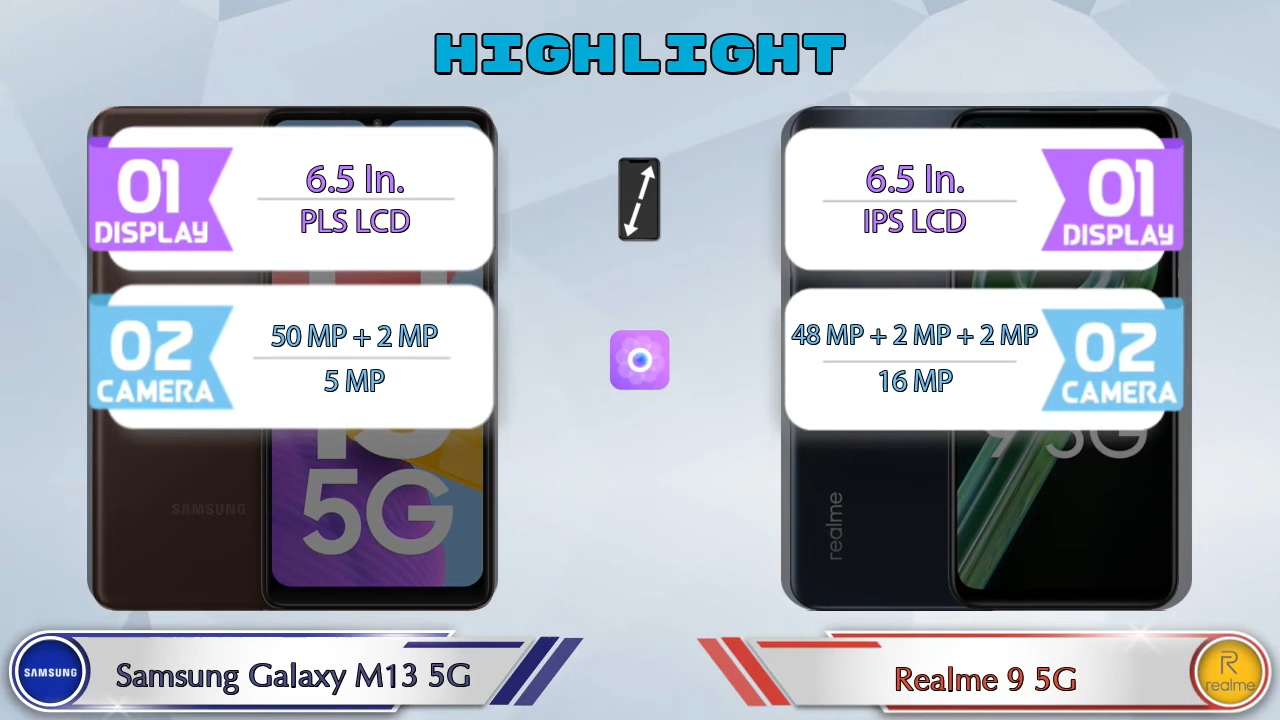 HIGHLIGHT
01
DISPLAY
6.5 In.
PLS LCD
6.5 In.
IPS LCD
01
DISPLAY
02
CAMERA
50 MP + 2 MP
5 MP
48 MP + 2 MP + 2 MP
16 MP
02
CAMERA
5G
SAMSUNG
9 5G
realme
SAMSUNG
Samsung Galaxy M13 5G
Realme 9 5G
R
realme